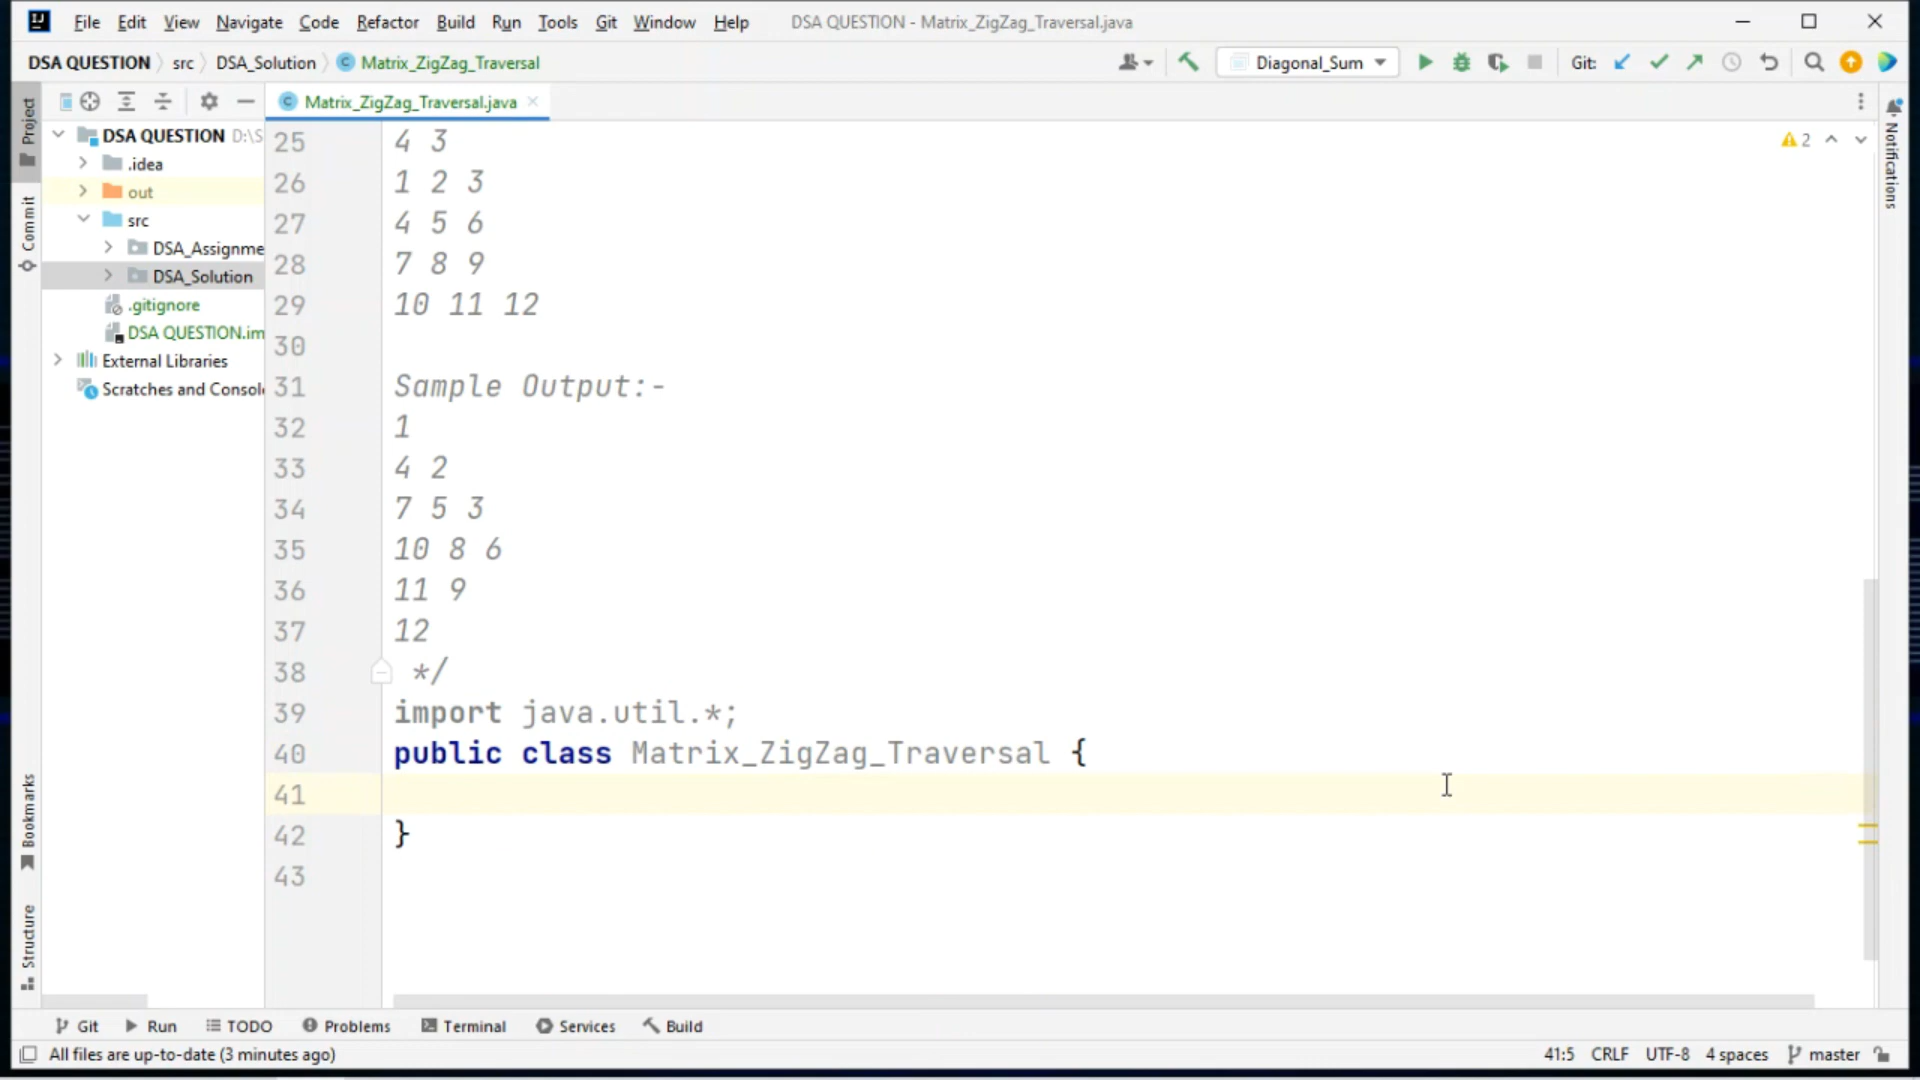 File Edit View Navigate Code Refactor Build Run Tools Git Window Help DSA QUESTION - Matrix_ZigZag_Traversal.java
DSA QUESTION src DSA_Solution Matrix_ZigZag_Traversal Diagonal_Sum Git:
Matrix_ZigZag_Traversal.java
Project
Commit
Bookmarks
Structure
DSA QUESTION D:\S
.idea
out
src
DSA_Assignme
DSA_Solution
.gitignore
DSA QUESTION.im
External Libraries
Scratches and Consol
25 4 3
26 1 2 3
27 4 5 6
28 7 8 9
29 10 11 12
30
31 Sample Output:-
32 1
33 4 2
34 7 5 3
35 10 8 6
36 11 9
37 12
38 */
39 import java.util.*;
40 public class Matrix_ZigZag_Traversal {
41
42 }
43
2
Notifications
Git Run TODO Problems Terminal Services Build
All files are up-to-date (3 minutes ago) 41:5 CRLF UTF-8 4 spaces master